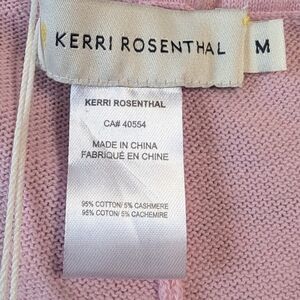 KERRI ROSENTHAL M
KERRI ROSENTHAL
CA# 40554
MADE IN CHINA
FABRIQUÉ EN CHINE
95% COTTON/ 5% CASHMERE
95% COTON/ 5% CACHEMIRE